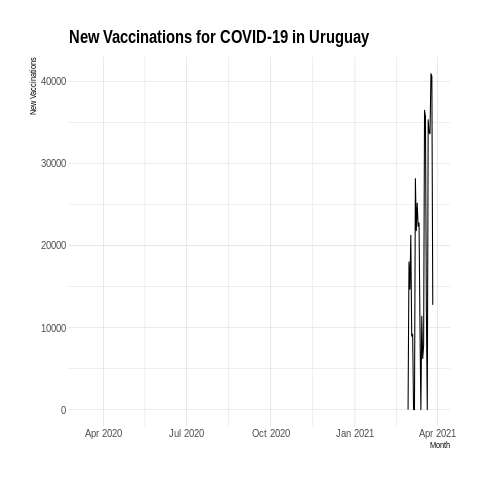 New Vaccinations for COVID-19 in Uruguay
New Vaccinations
40000
30000
20000
10000
0
Apr 2020 Jul 2020 Oct 2020 Jan 2021 Apr 2021
Month